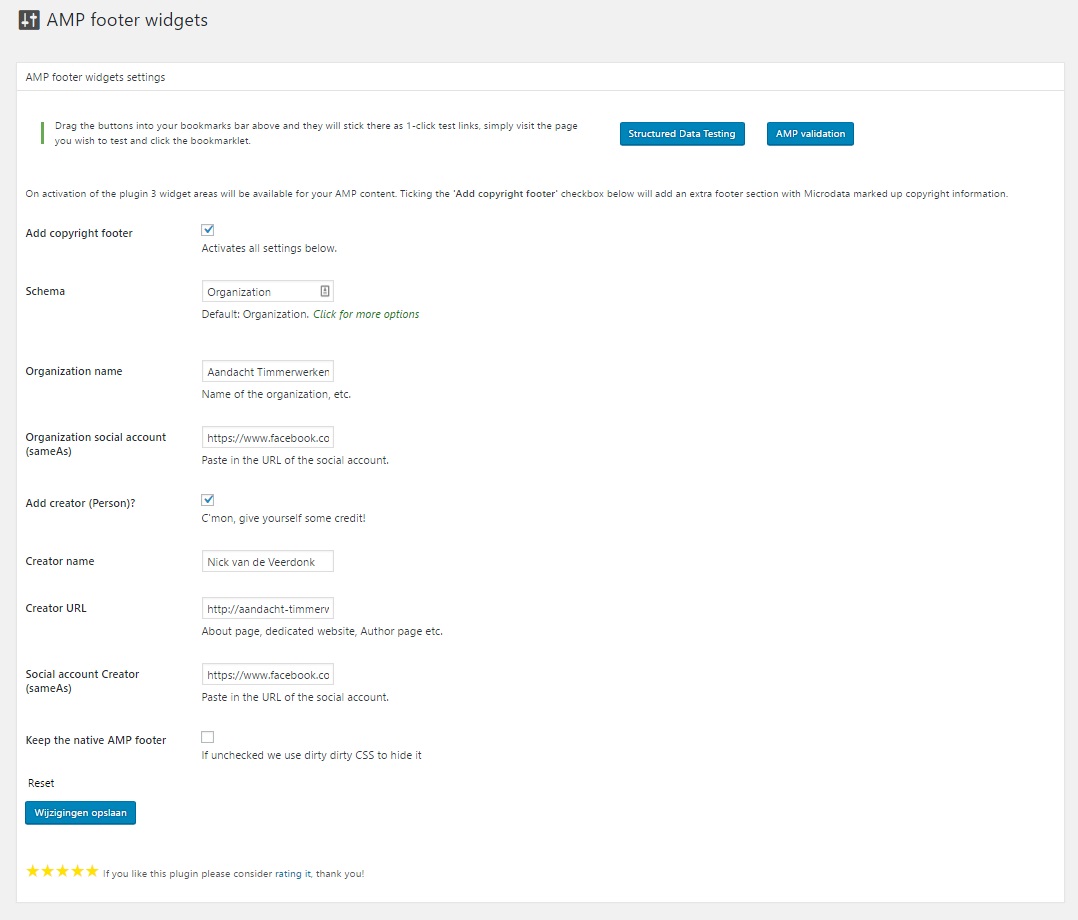 AMP footer widgets
AMP footer widgets settings
Drag the buttons into your bookmarks bar above and they will stick there as 1-click test links, simply visit the page
you wish to test and click the bookmarklet.
Structured Data Testing
AMP validation
On activation of the plugin 3 widget areas will be available for your AMP content. Ticking the 'Add copyright footer' checkbox below will add an extra footer section with Microdata marked up copyright information.
Add copyright footer
Activates all settings below.
Schema
Organization
Default: Organization. Click for more options
Organization name
Aandacht Timmerwerken
Name of the organization, etc.
Organization social account
(sameAs)
https://www.facebook.co
Paste in the URL of the social account.
Add creator (Person)?
C'mon, give yourself some credit!
Creator name
Nick van de Veerdonk
Creator URL
http://aandacht-timmerv
About page, dedicated website, Author page etc.
Social account Creator
(sameAs)
https://www.facebook.co
Paste in the URL of the social account.
Keep the native AMP footer
If unchecked we use dirty dirty CSS to hide it
Reset
Wijzigingen opslaan
If you like this plugin please consider rating it, thank you!